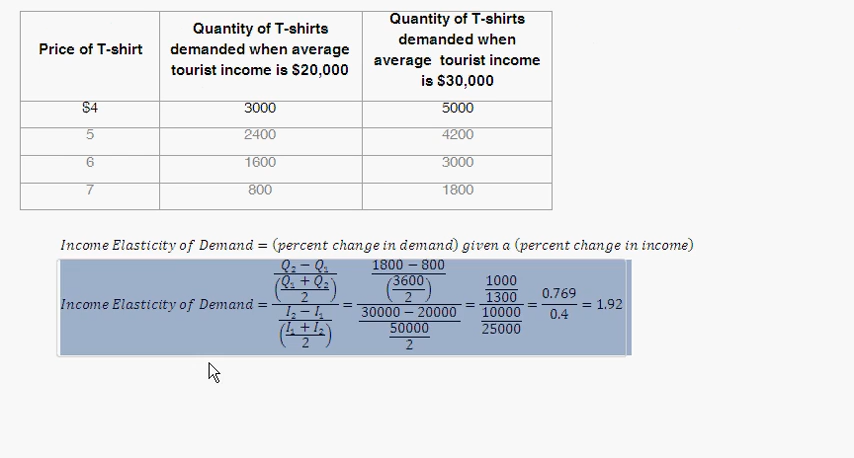 Price of T-shirt
Quantity of T-shirts
demanded when average
tourist income is $20,000
Quantity of T-shirts
demanded when
average tourist income
is $30,000
$4 3000 5000
5 2400 4200
6 1600 3000
7 800 1800
Income Elasticity of Demand = (percent change in demand) given a (percent change in income)
Income Elasticity of Demand = ((Q₂ − Q₁)/((Q₁ + Q₂)/2))/((I₂ − I₁)/((I₁ + I₂)/2)) = ((1800 − 800)/(3600/2))/((30000 − 20000)/(50000/2)) = (1000/1300)/(10000/25000) = 0.769/0.4 = 1.92